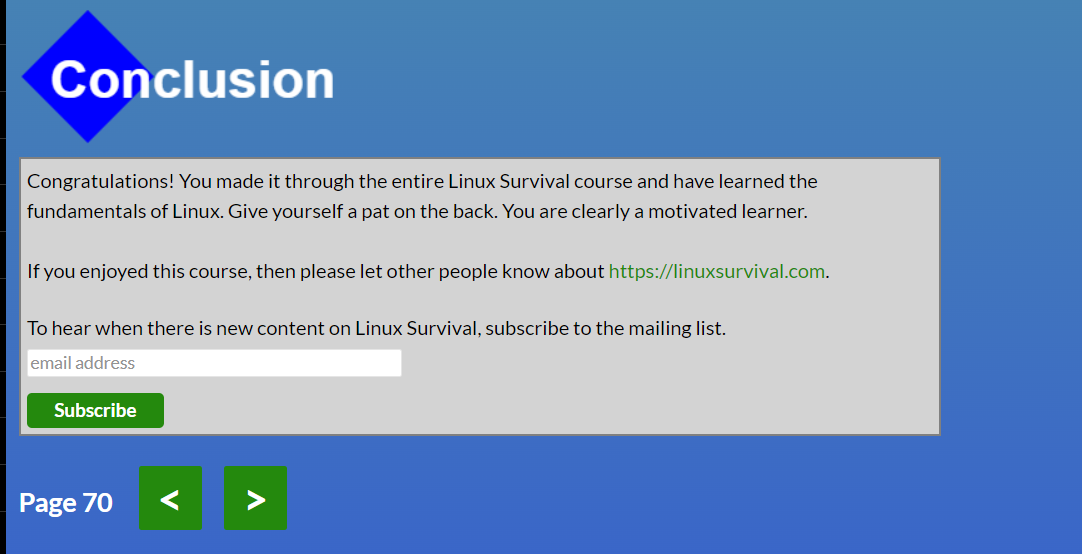 Conclusion
Congratulations! You made it through the entire Linux Survival course and have learned the
fundamentals of Linux. Give yourself a pat on the back. You are clearly a motivated learner.
If you enjoyed this course, then please let other people know about https://linuxsurvival.com.
To hear when there is new content on Linux Survival, subscribe to the mailing list.
email address
Subscribe
Page 70 < >